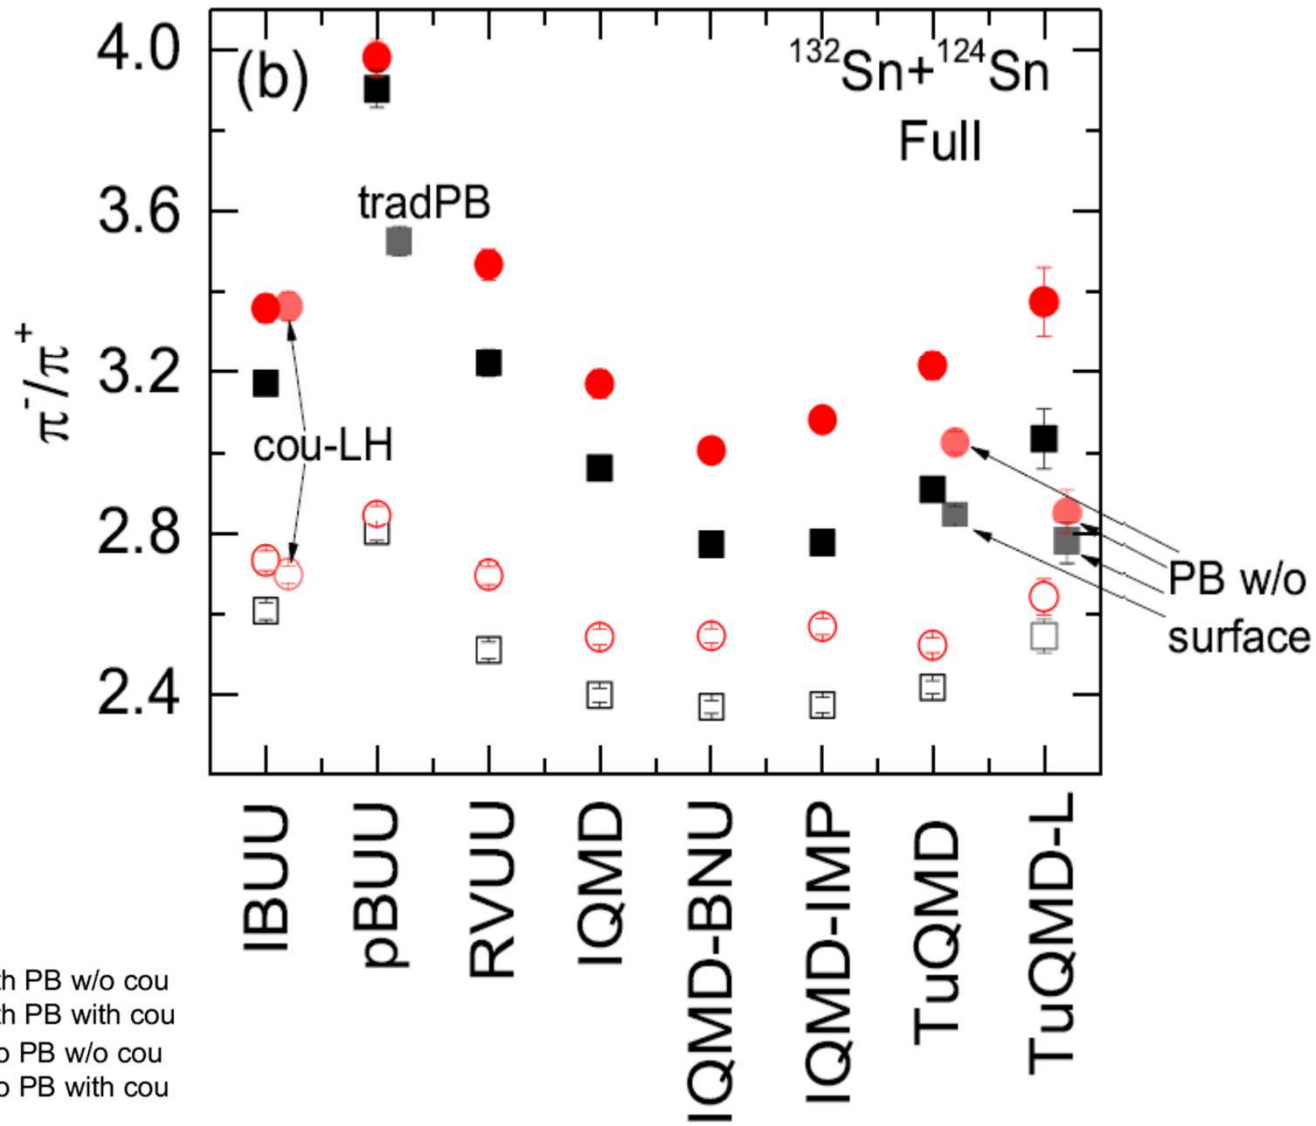 (b)
¹³²Sn+¹²⁴Sn
Full
4.0
3.6
3.2
2.8
2.4
π⁻/π⁺
tradPB
cou-LH
PB w/o
surface
IBUU
pBUU
RVUU
IQMD
IQMD-BNU
IQMD-IMP
TuQMD
TuQMD-L
th PB w/o cou
th PB with cou
o PB w/o cou
o PB with cou